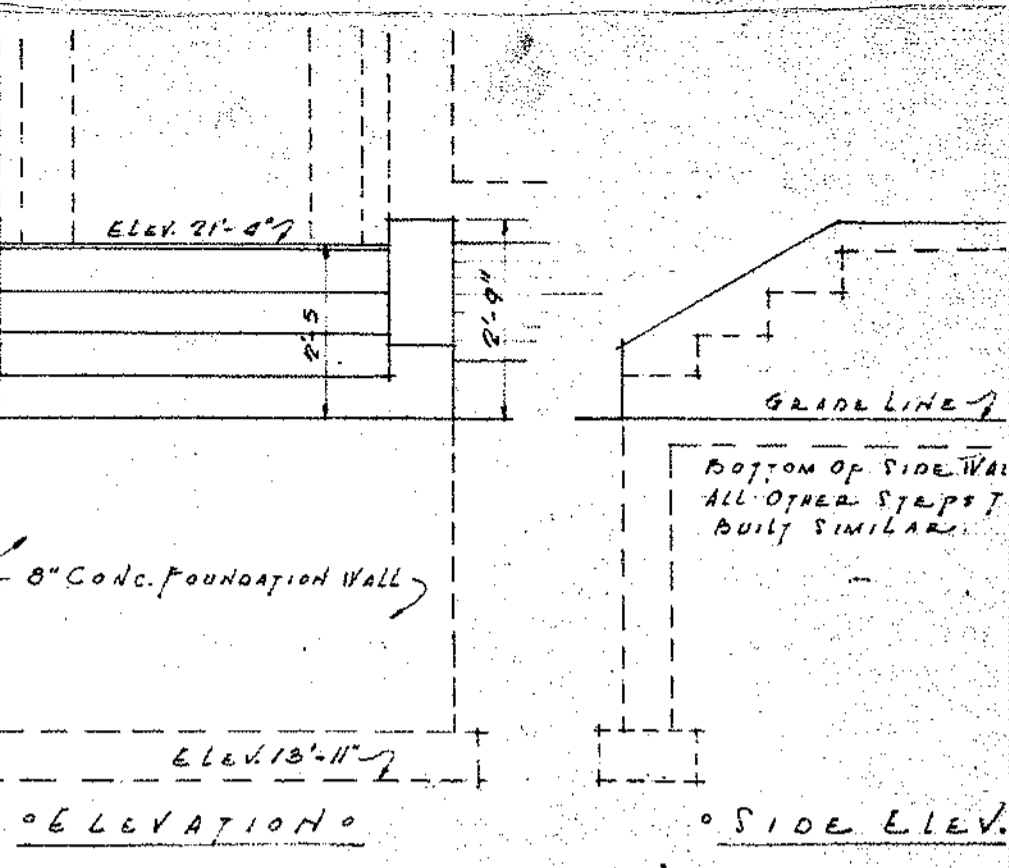 ELEV. 21'-4"
2'-5
2'-9"
8" CONC. FOUNDATION WALL
ELEV. 13'-11"
° ELEVATION °
GRADE LINE
BOTTOM OF SIDE WAL
ALL OTHER STEPS T
BUILT SIMILAR.
° SIDE ELEV.